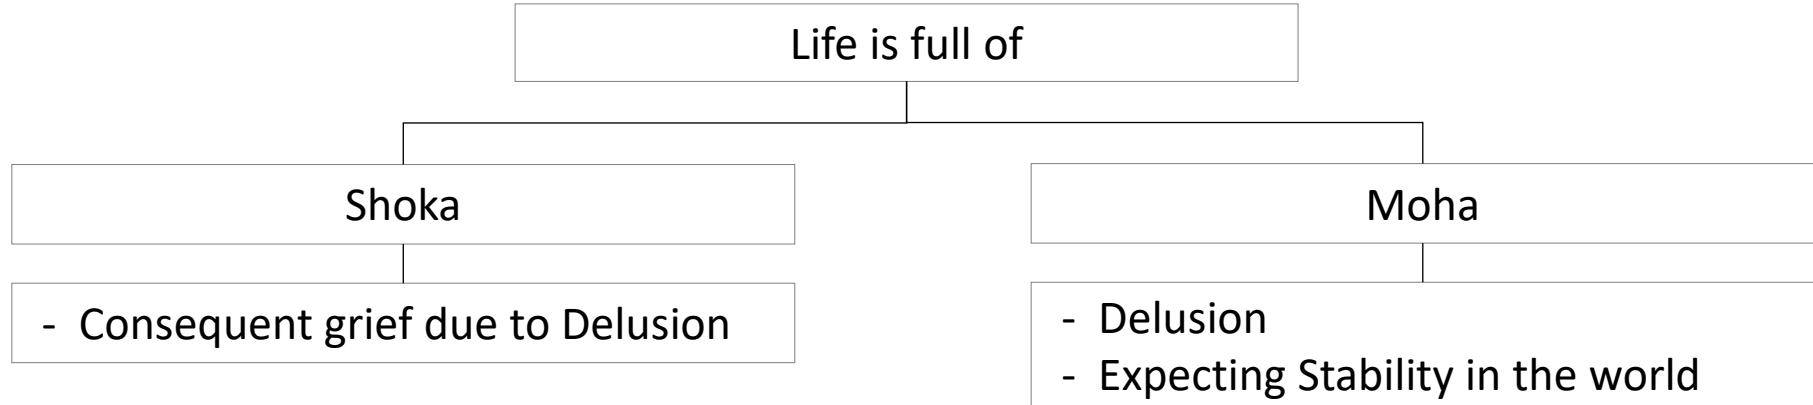 Life is full of
Shoka
Moha
- Consequent grief due to Delusion
- Delusion
- Expecting Stability in the world